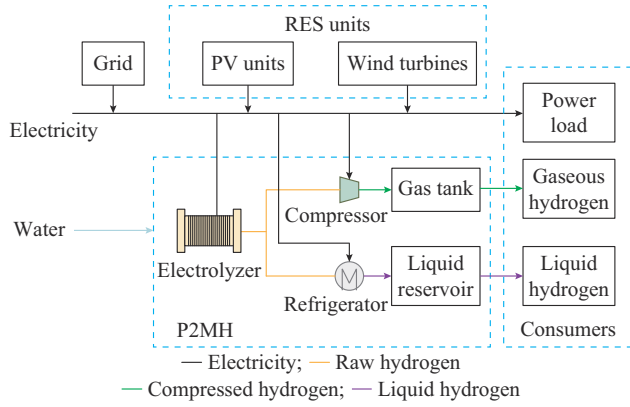 RES units
Grid
PV units
Wind turbines
Electricity
Power
load
Water
Electrolyzer
Compressor
Gas tank
Gaseous
hydrogen
Refrigerator
Liquid
reservoir
Liquid
hydrogen
P2MH
Consumers
Electricity; Raw hydrogen
Compressed hydrogen; Liquid hydrogen